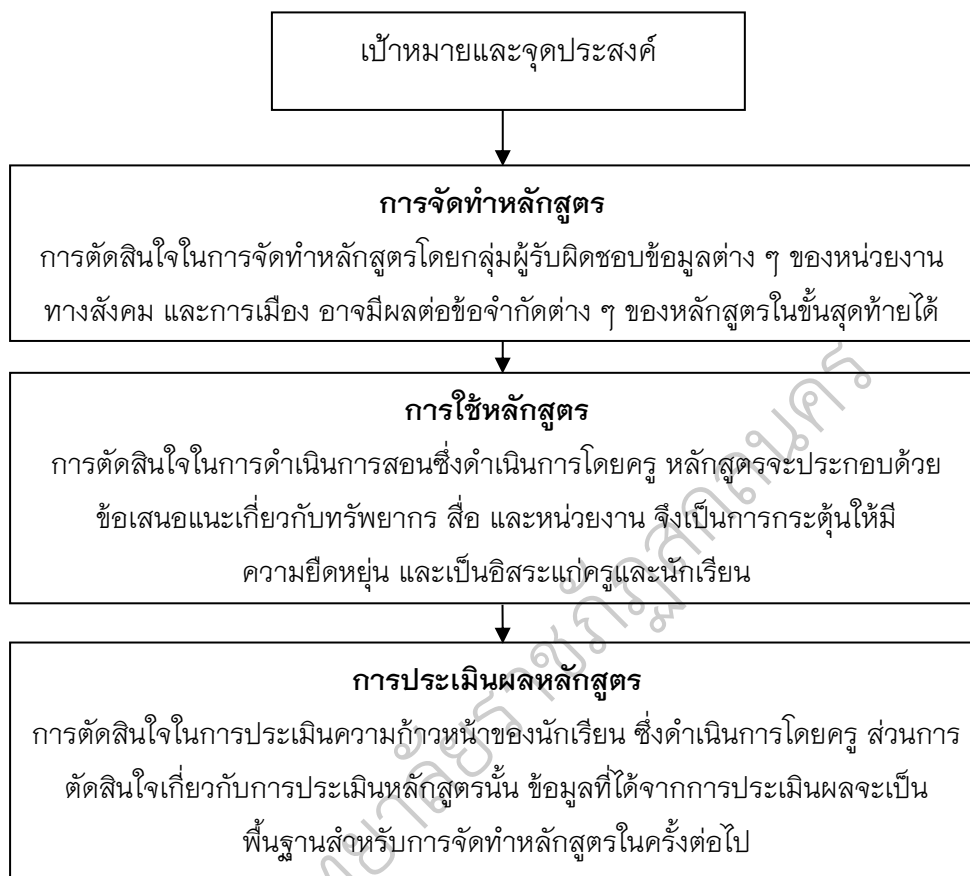 เป้าหมายและจุดประสงค์
การจัดทำหลักสูตร
การตัดสินใจในการจัดทำหลักสูตรโดยกลุ่มผู้รับผิดชอบข้อมูลต่าง ๆ ของหน่วยงาน
ทางสังคม และการเมือง อาจมีผลต่อข้อจำกัดต่าง ๆ ของหลักสูตรในขั้นสุดท้ายได้
การใช้หลักสูตร
การตัดสินใจในการดำเนินการสอนซึ่งดำเนินการโดยครู หลักสูตรจะประกอบด้วย
ข้อเสนอแนะเกี่ยวกับทรัพยากร สื่อ และหน่วยงาน จึงเป็นการกระตุ้นให้มี
ความยืดหยุ่น และเป็นอิสระแก่ครูและนักเรียน
การประเมินผลหลักสูตร
การตัดสินใจในการประเมินความก้าวหน้าของนักเรียน ซึ่งดำเนินการโดยครู ส่วนการ
ตัดสินใจเกี่ยวกับการประเมินหลักสูตรนั้น ข้อมูลที่ได้จากการประเมินผลจะเป็น
พื้นฐานสำหรับการจัดทำหลักสูตรในครั้งต่อไป